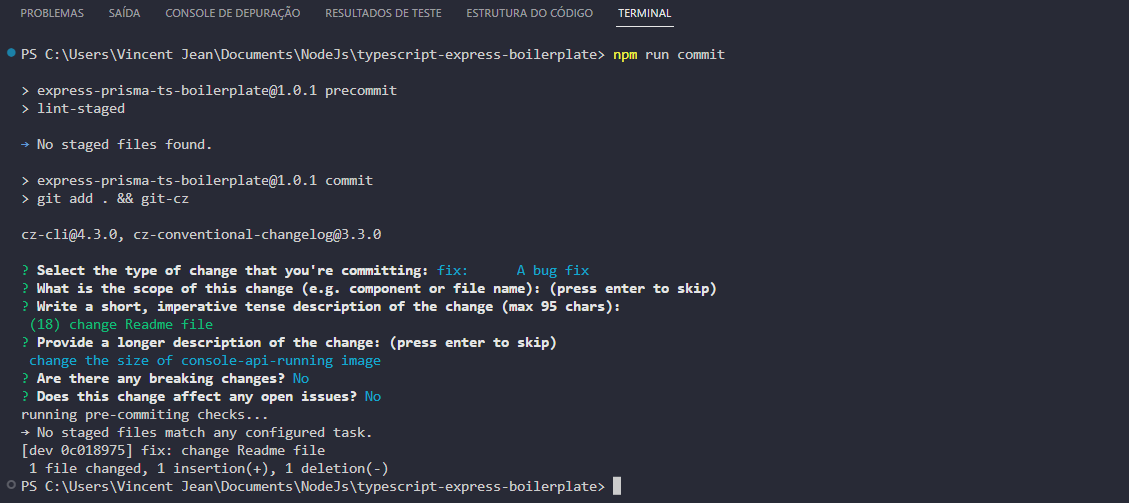 PROBLEMAS SAÍDA CONSOLE DE DEPURAÇÃO RESULTADOS DE TESTE ESTRUTURA DO CÓDIGO TERMINAL
PS C:\Users\Vincent Jean\Documents\NodeJs\typescript-express-boilerplate> npm run commit
> express-prisma-ts-boilerplate@1.0.1 precommit
> lint-staged
→ No staged files found.
> express-prisma-ts-boilerplate@1.0.1 commit
> git add . && git-cz
cz-cli@4.3.0, cz-conventional-changelog@3.3.0
? Select the type of change that you're committing: fix:      A bug fix
? What is the scope of this change (e.g. component or file name): (press enter to skip)
? Write a short, imperative tense description of the change (max 95 chars):
(18) change Readme file
? Provide a longer description of the change: (press enter to skip)
change the size of console-api-running image
? Are there any breaking changes? No
? Does this change affect any open issues? No
running pre-commiting checks...
→ No staged files match any configured task.
[dev 0c018975] fix: change Readme file
1 file changed, 1 insertion(+), 1 deletion(-)
PS C:\Users\Vincent Jean\Documents\NodeJs\typescript-express-boilerplate>